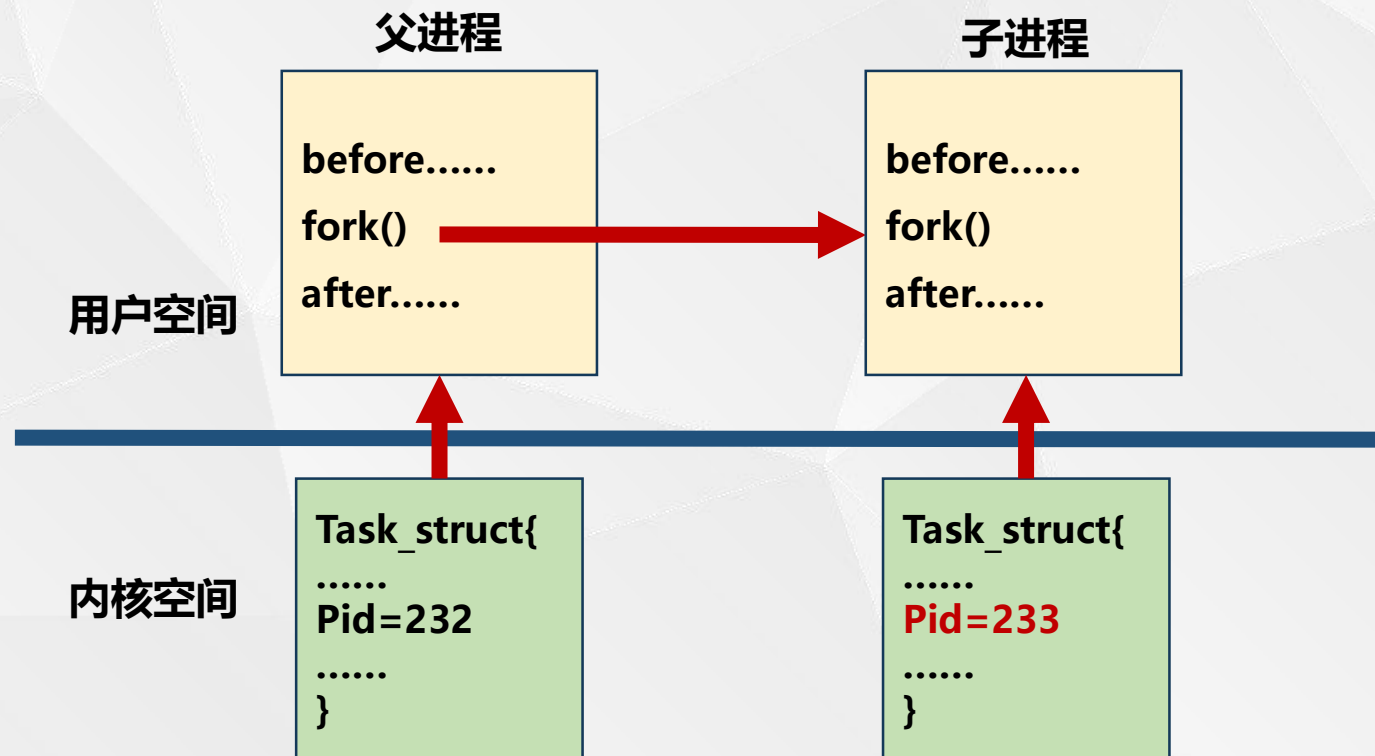 父进程
子进程
before……
fork()
after……
before……
fork()
after……
用户空间
内核空间
Task_struct{
……
Pid=232
……
}
Task_struct{
……
Pid=233
……
}